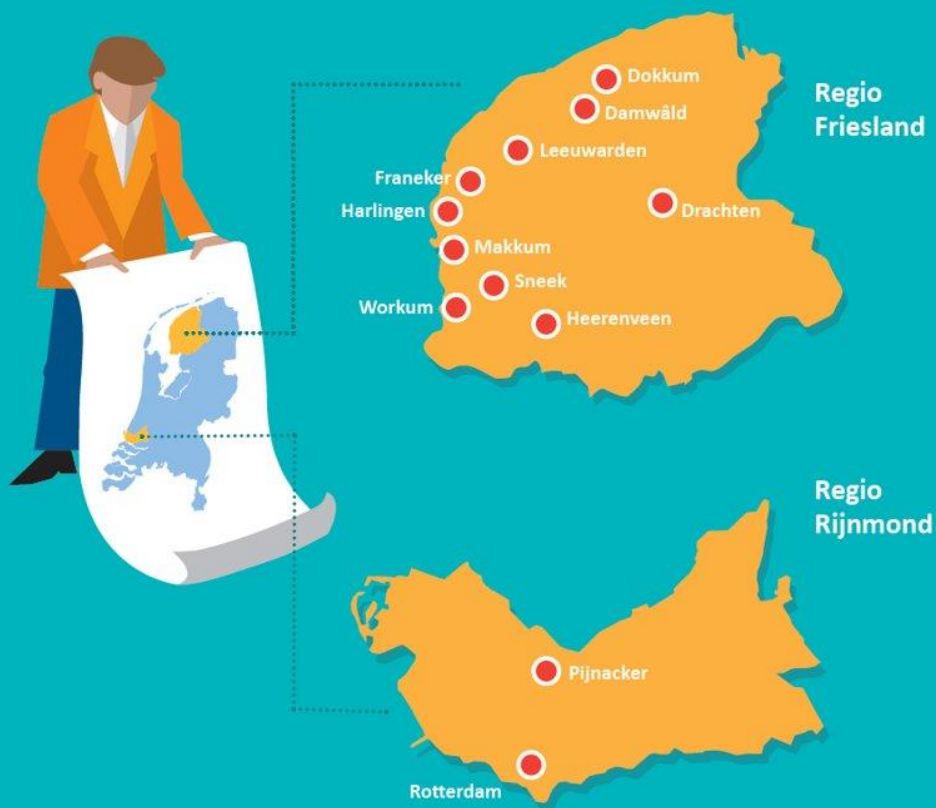 Dokkum
Regio
Friesland
Damwâld
Leeuwarden
Franeker
Harlingen
Drachten
Makkum
Sneek
Workum
Heerenveen
Regio
Rijnmond
Pijnacker
Rotterdam